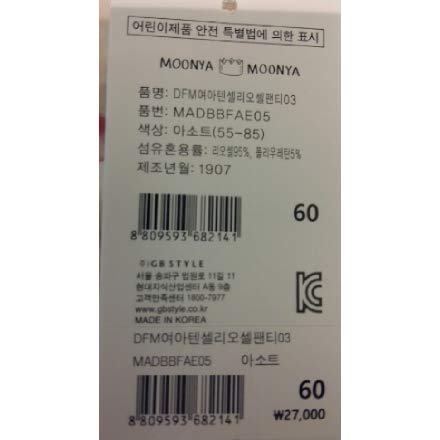 어린이제품 안전 특별법에 의한 표시
MOONYA MOONYA
품명: DFM여아텐셀리오셀팬티03
품번: MADBBFAE05
색상: 아소트(55-85)
섬유혼용률: 리오셀95%, 폴리우레탄5%
제조년월: 1907
60
8 809593 682141
㈜GB STYLE
서울 송파구 법원로 11길 11
현대지식산업센터 A동 9층
고객만족센터 1800-7977
www.gbstyle.co.kr
MADE IN KOREA
DFM여아텐셀리오셀팬티03
MADBBFAE05 아소트
60
8 809593 682141
₩27,000